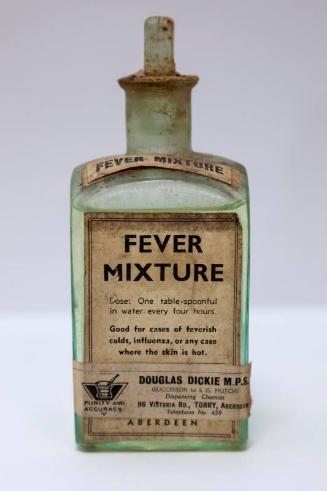 FEVER MIXTURE
FEVER
MIXTURE
Dose: One table-spoonful
in water every four hours.
Good for cases of feverish
colds, influenza, or any case
where the skin is hot.
PURITY AND
ACCURACY
DOUGLAS DICKIE M.P.S.
(SUCCESSOR to J. G. HUTCH
Dispensing Chemist
96 Victoria Rd., TORRY, ABERDEEN
Telephone No 459
ABERDEEN